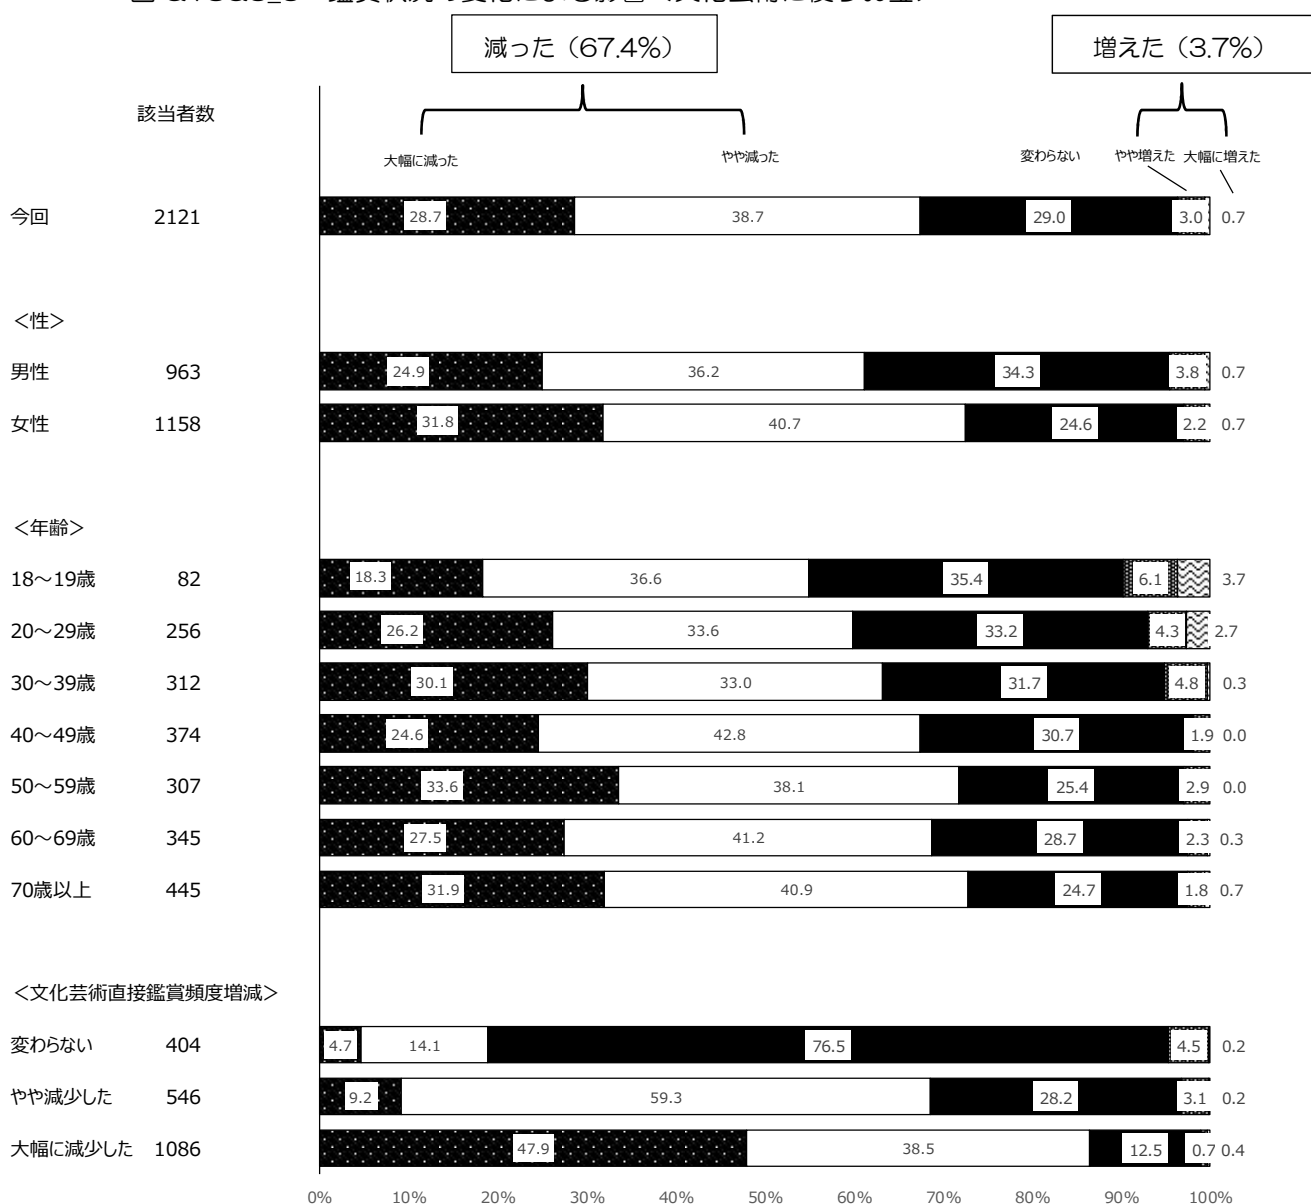 減った（67.4%）
増えた（3.7%）
該当者数
大幅に減った やや減った 変わらない やや増えた 大幅に増えた
今回 2121 28.7 38.7 29.0 3.0 0.7
＜性＞
男性 963 24.9 36.2 34.3 3.8 0.7
女性 1158 31.8 40.7 24.6 2.2 0.7
＜年齢＞
18～19歳 82 18.3 36.6 35.4 6.1 3.7
20～29歳 256 26.2 33.6 33.2 4.3 2.7
30～39歳 312 30.1 33.0 31.7 4.8 0.3
40～49歳 374 24.6 42.8 30.7 1.9 0.0
50～59歳 307 33.6 38.1 25.4 2.9 0.0
60～69歳 345 27.5 41.2 28.7 2.3 0.3
70歳以上 445 31.9 40.9 24.7 1.8 0.7
＜文化芸術直接鑑賞頻度増減＞
変わらない 404 4.7 14.1 76.5 4.5 0.2
やや減少した 546 9.2 59.3 28.2 3.1 0.2
大幅に減少した 1086 47.9 38.5 12.5 0.7 0.4
0% 10% 20% 30% 40% 50% 60% 70% 80% 90% 100%